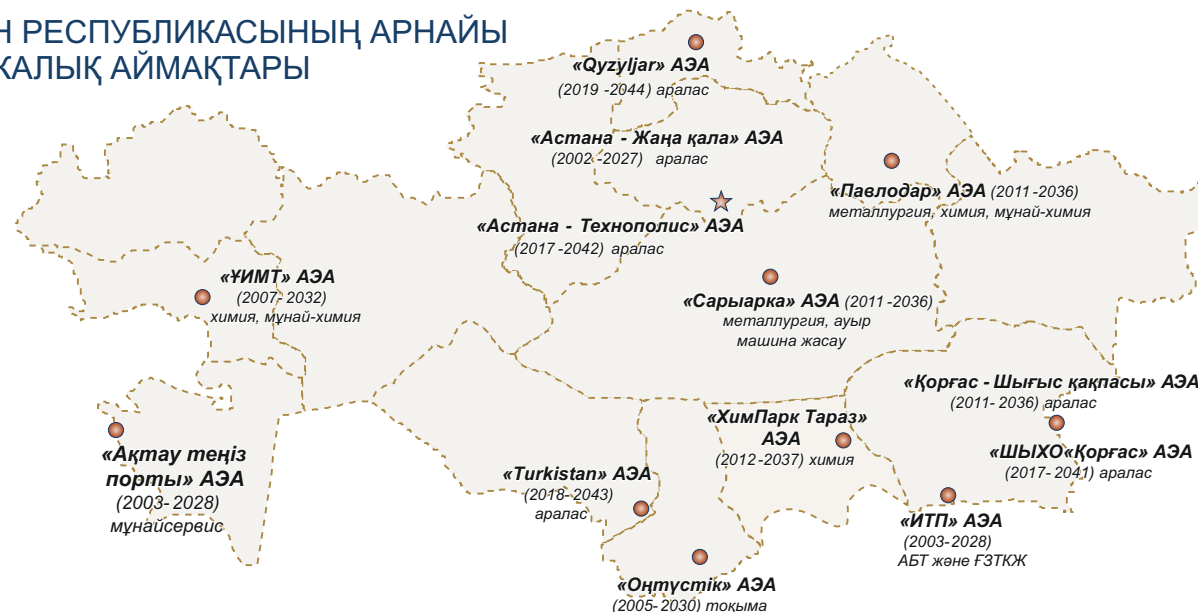 Н РЕСПУБЛИКАСЫНЫҢ АРНАЙЫ
КАЛЫҚ АЙМАҚТАРЫ
«Qyzyljar» АЭА
(2019 -2044) аралас
«Астана - Жаңа қала» АЭА
(2002 -2027) аралас
«Павлодар» АЭА (2011-2036)
металлургия, химия, мұнай-химия
«Астана - Технополис» АЭА
(2017 -2042) аралас
«ҰИМТ» АЭА
(2007- 2032)
химия, мұнай-химия
«Сарыарка» АЭА (2011-2036)
металлургия, ауыр
машина жасау
«Қорғас - Шығыс қақпасы» АЭА
(2011- 2036) аралас
«ХимПарк Тараз»
АЭА
(2012-2037) химия
«Ақтау теңіз
порты» АЭА
(2003- 2028)
мұнайсервис
«ШЫХО«Қорғас» АЭА
(2017- 2041) аралас
«Turkistan» АЭА
(2018-2043)
аралас
«ИТП» АЭА
(2003-2028)
АБТ және ҒЗТКЖ
«Оңтүстік» АЭА
(2005- 2030) тоқыма